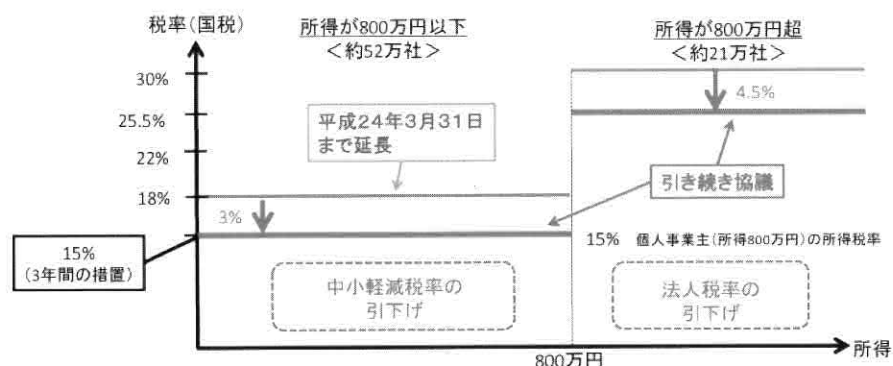 税率(国税)
所得が800万円以下
＜約52万社＞
所得が800万円超
＜約21万社＞
30%
25.5%
22%
18%
4.5%
平成24年3月31日
まで延長
引き続き協議
3%
15%
(3年間の措置)
15% 個人事業主(所得800万円)の所得税率
中小軽減税率の
引下げ
法人税率の
引下げ
800万円
所得